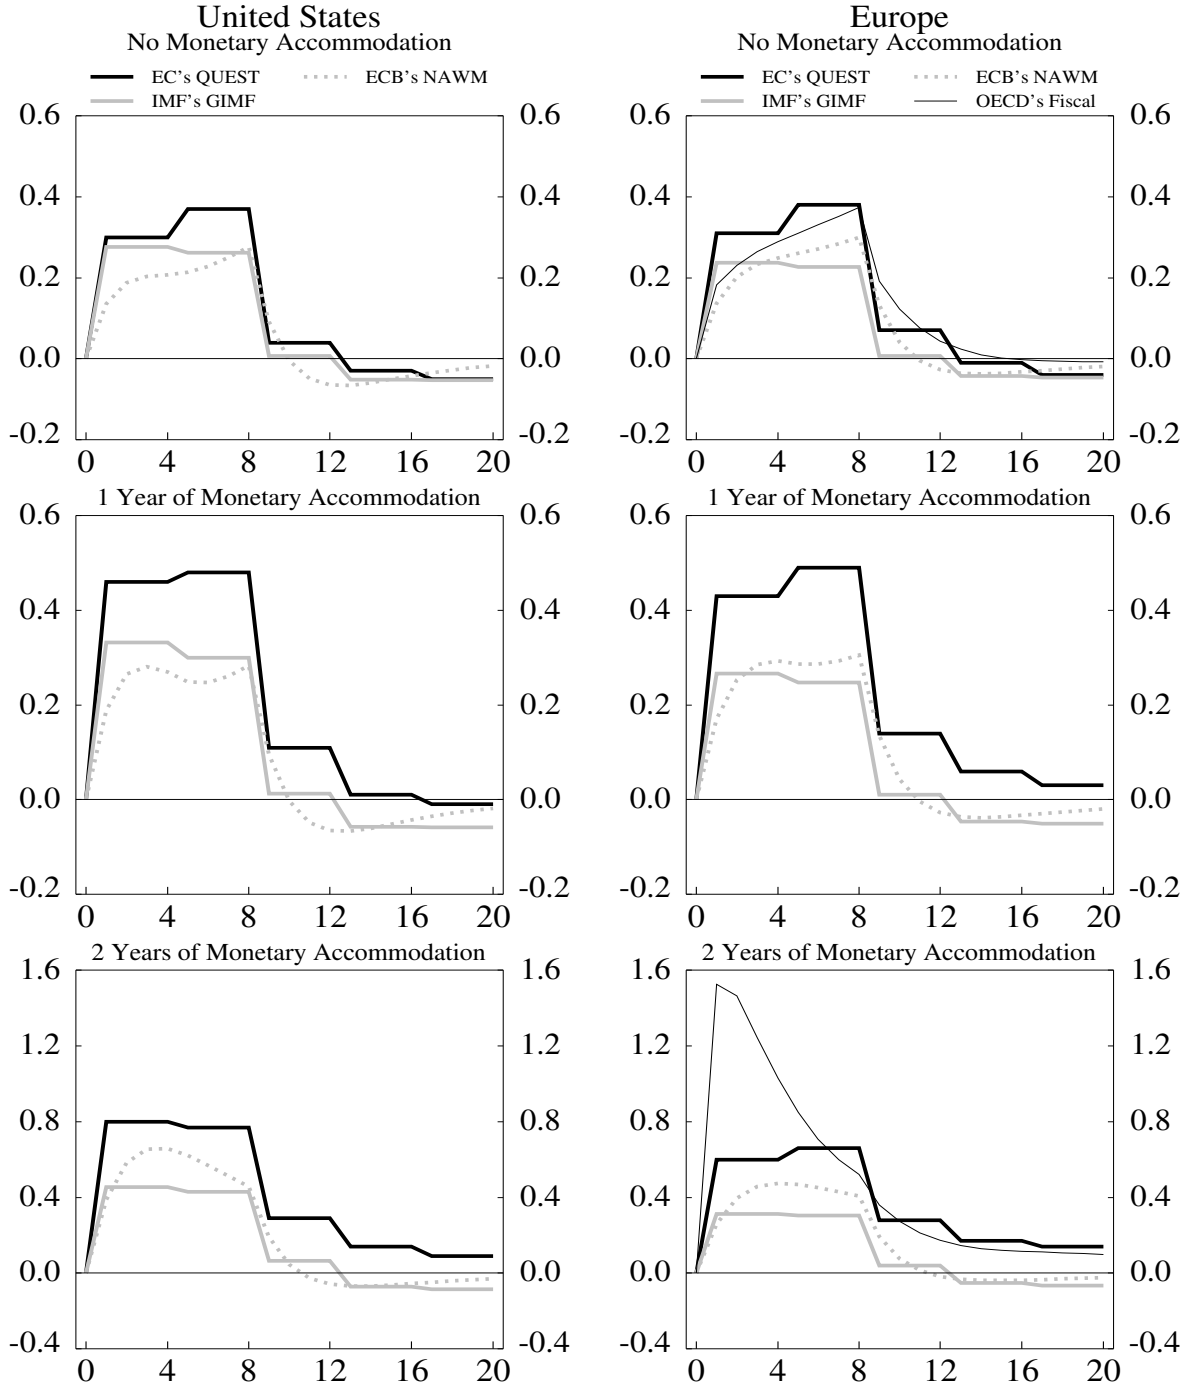 United States
No Monetary Accommodation
EC's QUEST
ECB's NAWM
IMF's GIMF
0.6 0.6
0.4 0.4
0.2 0.2
0.0 0.0
-0.2 -0.2
0 4 8 12 16 20
Europe
No Monetary Accommodation
EC's QUEST
ECB's NAWM
IMF's GIMF
OECD's Fiscal
0.6 0.6
0.4 0.4
0.2 0.2
0.0 0.0
-0.2 -0.2
0 4 8 12 16 20
1 Year of Monetary Accommodation
0.6 0.6
0.4 0.4
0.2 0.2
0.0 0.0
-0.2 -0.2
0 4 8 12 16 20
1 Year of Monetary Accommodation
0.6 0.6
0.4 0.4
0.2 0.2
0.0 0.0
-0.2 -0.2
0 4 8 12 16 20
2 Years of Monetary Accommodation
1.6 1.6
1.2 1.2
0.8 0.8
0.4 0.4
0.0 0.0
-0.4 -0.4
0 4 8 12 16 20
2 Years of Monetary Accommodation
1.6 1.6
1.2 1.2
0.8 0.8
0.4 0.4
0.0 0.0
-0.4 -0.4
0 4 8 12 16 20